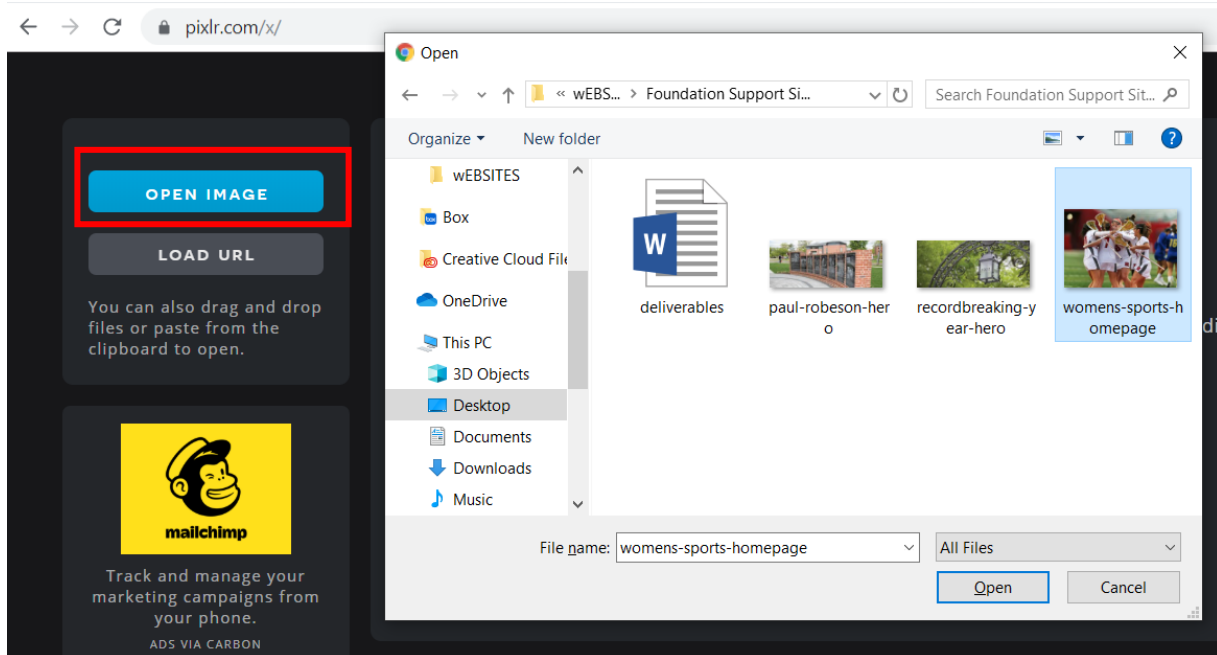 pixlr.com/x/
OPEN IMAGE
LOAD URL
You can also drag and drop
files or paste from the
clipboard to open.
mailchimp
Track and manage your
marketing campaigns from
your phone.
ADS VIA CARBON
Open
« wEBS... > Foundation Support Si...
Search Foundation Support Sit...
Organize
New folder
?
wEBSITES
Box
Creative Cloud File
OneDrive
This PC
3D Objects
Desktop
Documents
Downloads
Music
W
deliverables
paul-robeson-her
o
recordbreaking-y
ear-hero
womens-sports-h
omepage
di
File name:
womens-sports-homepage
All Files
Open
Cancel